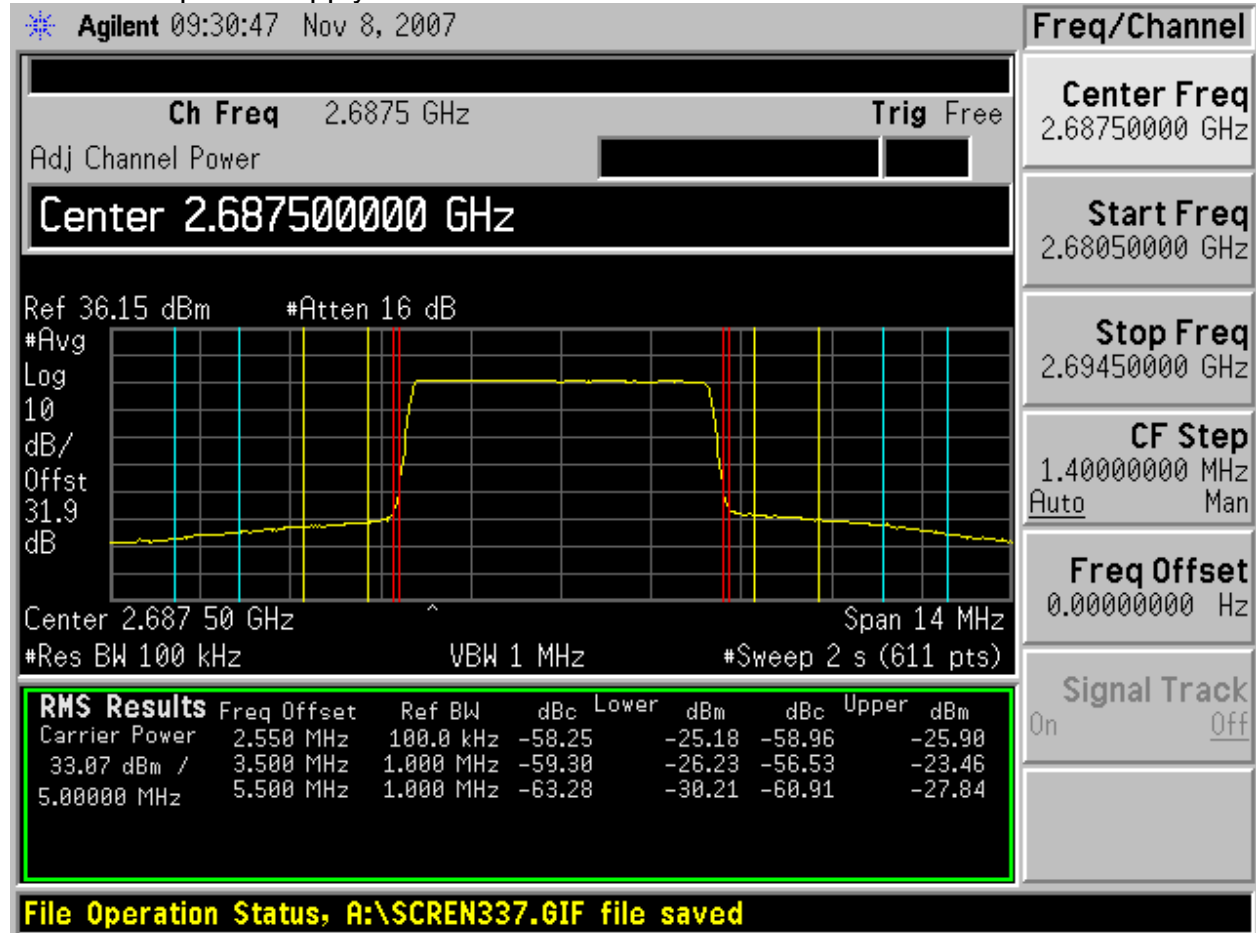 Agilent 09:30:47 Nov 8, 2007
Freq/Channel
Ch Freq 2.6875 GHz Trig Free
Adj Channel Power
Center 2.687500000 GHz
Ref 36.15 dBm #Atten 16 dB
#Avg
Log
10
dB/
Offst
31.9
dB
Center 2.687 50 GHz ^ Span 14 MHz
#Res BW 100 kHz VBW 1 MHz #Sweep 2 s (611 pts)
RMS Results Freq Offset Ref BW dBc Lower dBm dBc Upper dBm
Carrier Power 2.550 MHz 100.0 kHz -58.25 -25.18 -58.96 -25.90
33.07 dBm / 3.500 MHz 1.000 MHz -59.30 -26.23 -56.53 -23.46
5.00000 MHz 5.500 MHz 1.000 MHz -63.28 -30.21 -60.91 -27.84
Center Freq
2.68750000 GHz
Start Freq
2.68050000 GHz
Stop Freq
2.69450000 GHz
CF Step
1.40000000 MHz
Auto Man
Freq Offset
0.00000000 Hz
Signal Track
On Off
File Operation Status, A:\SCREN337.GIF file saved